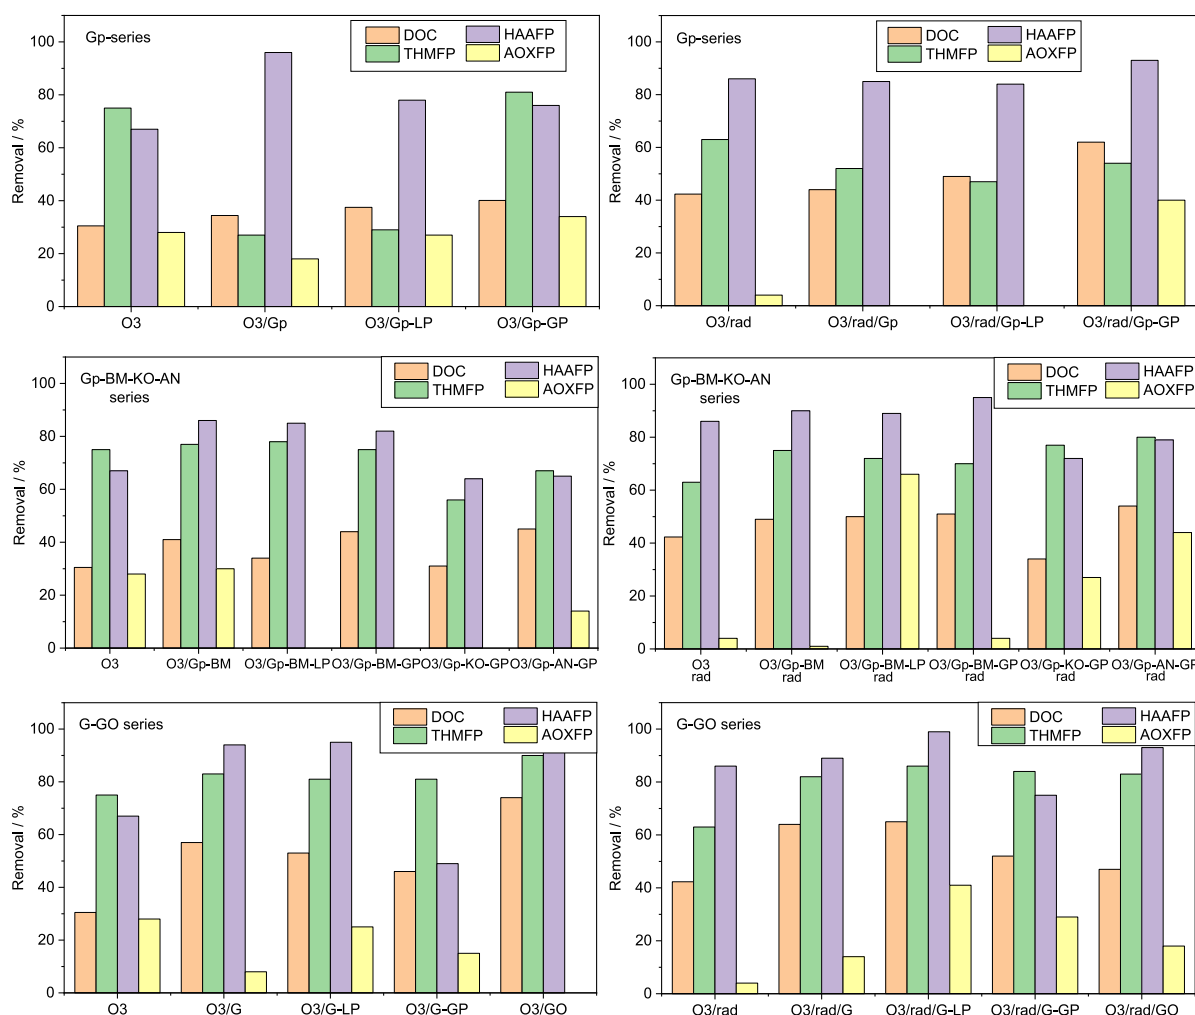 Gp-series
DOC
HAAFP
THMFP
AOXFP
Removal / %
100
80
60
40
20
0
O3
O3/Gp
O3/Gp-LP
O3/Gp-GP
Gp-series
DOC
HAAFP
THMFP
AOXFP
Removal / %
100
80
60
40
20
0
O3/rad
O3/rad/Gp
O3/rad/Gp-LP
O3/rad/Gp-GP
Gp-BM-KO-AN
series
DOC
HAAFP
THMFP
AOXFP
Removal / %
100
80
60
40
20
0
O3
O3/Gp-BM
O3/Gp-BM-LP
O3/Gp-BM-GP
O3/Gp-KO-GP
O3/Gp-AN-GP
Gp-BM-KO-AN
series
DOC
HAAFP
THMFP
AOXFP
Removal / %
100
80
60
40
20
0
O3
rad
O3/Gp-BM
rad
O3/Gp-BM-LP
rad
O3/Gp-BM-GP
rad
O3/Gp-KO-GP
rad
O3/Gp-AN-GP
rad
G-GO series
DOC
HAAFP
THMFP
AOXFP
Removal / %
100
80
60
40
20
0
O3
O3/G
O3/G-LP
O3/G-GP
O3/GO
G-GO series
DOC
HAAFP
THMFP
AOXFP
Removal / %
100
80
60
40
20
0
O3/rad
O3/rad/G
O3/rad/G-LP
O3/rad/G-GP
O3/rad/GO